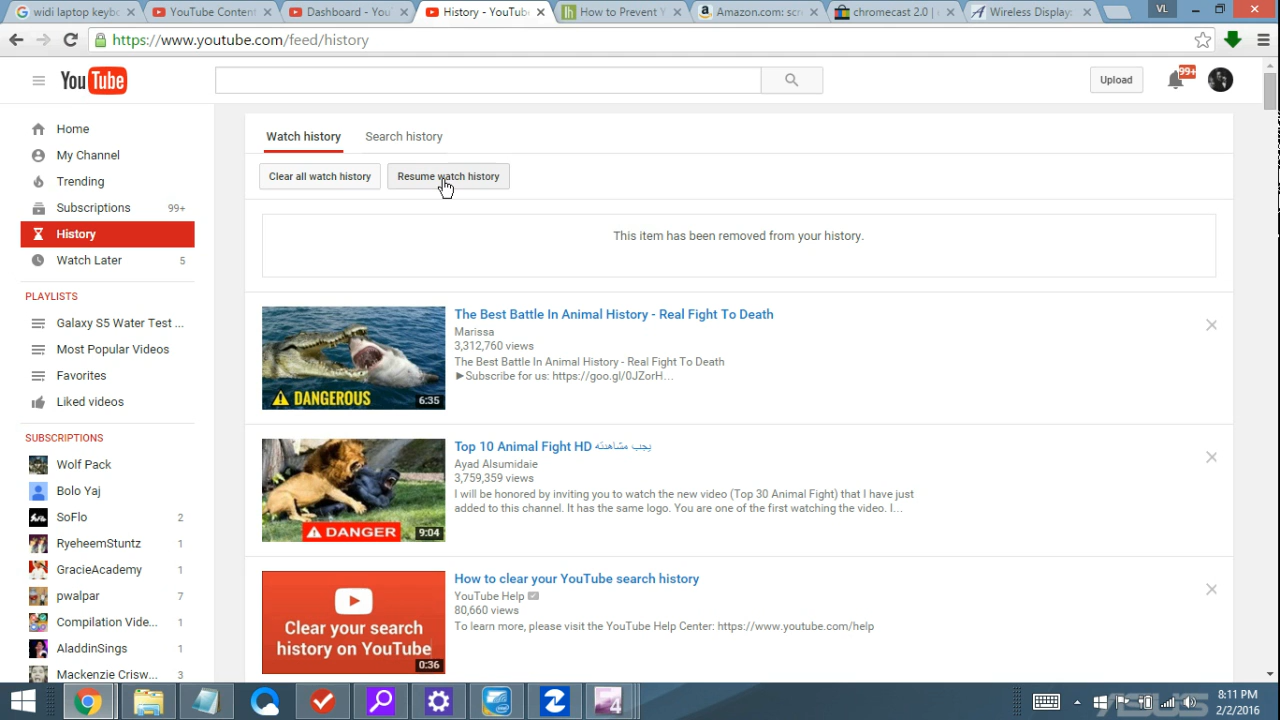 widi laptop keybo
YouTube Content
Dashboard - You
History - YouTub
How to Prevent Y
Amazon.com: scr
chromecast 2.0 |
Wireless Display:
VL
https://www.youtube.com/feed/history
YouTube
Upload
99+
Home
My Channel
Trending
Subscriptions 99+
History
Watch Later 5
PLAYLISTS
Galaxy S5 Water Test ...
Most Popular Videos
Favorites
Liked videos
SUBSCRIPTIONS
Wolf Pack
Bolo Yaj
SoFlo 2
RyeheemStuntz 1
GracieAcademy 1
pwalpar 7
Compilation Vide... 1
AladdinSings 1
Mackenzie Crisw... 3
Watch history Search history
Clear all watch history Resume watch history
This item has been removed from your history.
The Best Battle In Animal History - Real Fight To Death
Marissa
3,312,760 views
The Best Battle In Animal History - Real Fight To Death
►Subscribe for us: https://goo.gl/0JZorH...
DANGEROUS
6:35
Top 10 Animal Fight HD يجب مشاهدته
Ayad Alsumidaie
3,759,359 views
I will be honored by inviting you to watch the new video (Top 30 Animal Fight) that I have just
added to this channel. It has the same logo. You are one of the first watching the video. I...
DANGER
9:04
How to clear your YouTube search history
YouTube Help
80,660 views
To learn more, please visit the YouTube Help Center: https://www.youtube.com/help
Clear your search
history on YouTube
0:36
ASUS
8:11 PM
2/2/2016